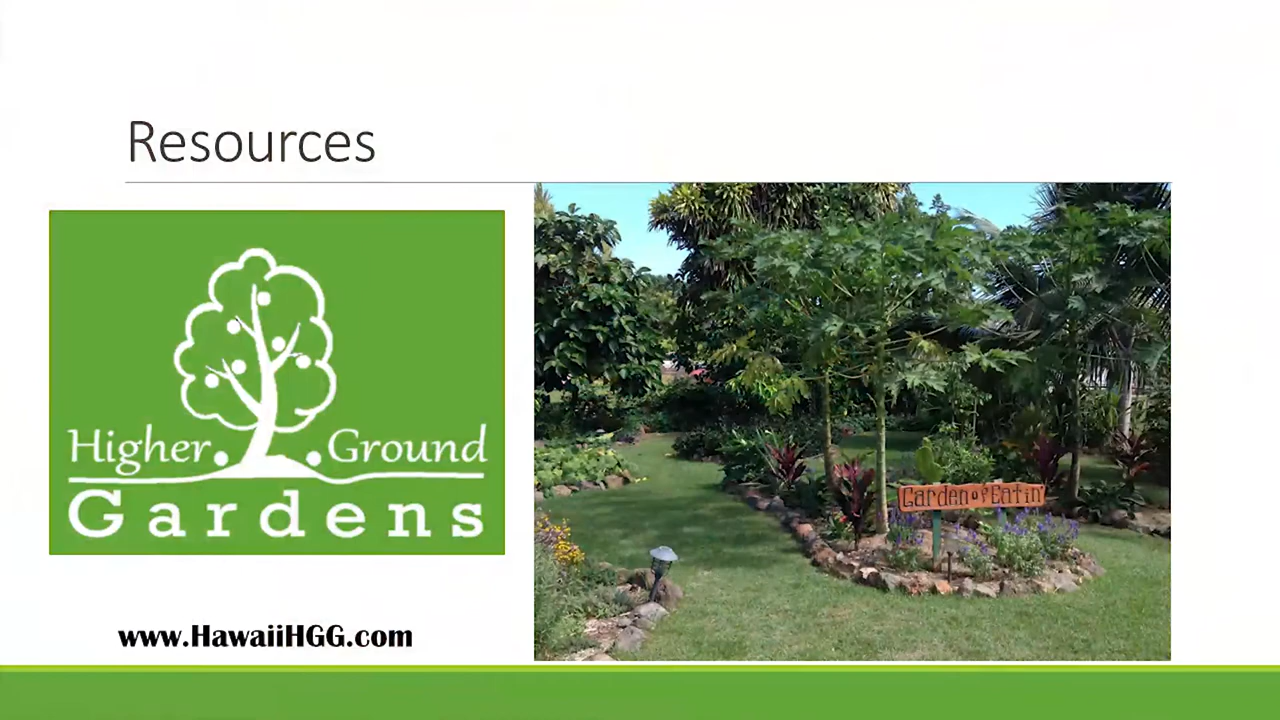 Resources
Higher Ground
Gardens
Garden of Eatin'
www.HawaiiHGG.com